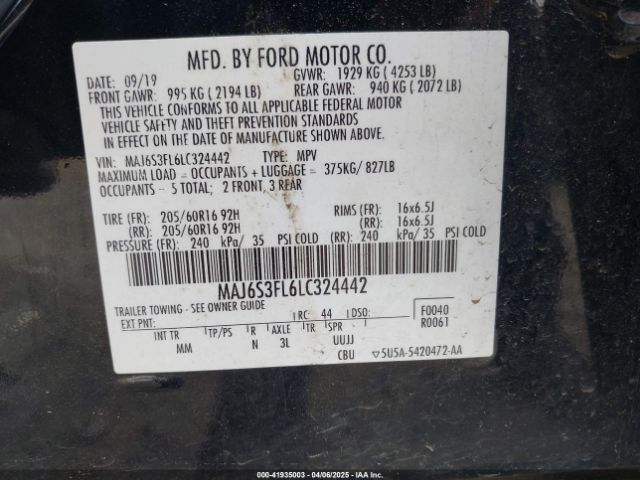 MFD. BY FORD MOTOR CO.
DATE: 09/19 GVWR: 1929 KG ( 4253 LB)
FRONT GAWR: 995 KG ( 2194 LB) REAR GAWR: 940 KG ( 2072 LB)
THIS VEHICLE CONFORMS TO ALL APPLICABLE FEDERAL MOTOR
VEHICLE SAFETY AND THEFT PREVENTION STANDARDS
IN EFFECT ON THE DATE OF MANUFACTURE SHOWN ABOVE.
VIN: MAJ6S3FL6LC324442 TYPE: MPV
MAXIMUM LOAD = OCCUPANTS + LUGGAGE = 375KG/ 827LB
OCCUPANTS - 5 TOTAL; 2 FRONT, 3 REAR
TIRE (FR): 205/60R16 92H RIMS (FR): 16x6.5J
(RR): 205/60R16 92H (RR): 16x6.5J
PRESSURE (FR): 240 kPa/ 35 PSI COLD (RR): 240 kPa/ 35 PSI COLD
MAJ6S3FL6LC324442
TRAILER TOWING - SEE OWNER GUIDE
EXT PNT: RC: 44 DSO: F0040
R0061
INT TR TP/PS R AXLE TR SPR
MM N 3L UUJJ
CBU 5U5A-5420472-AA
000-41935003 - 04/06/2025 - IAAI.COM